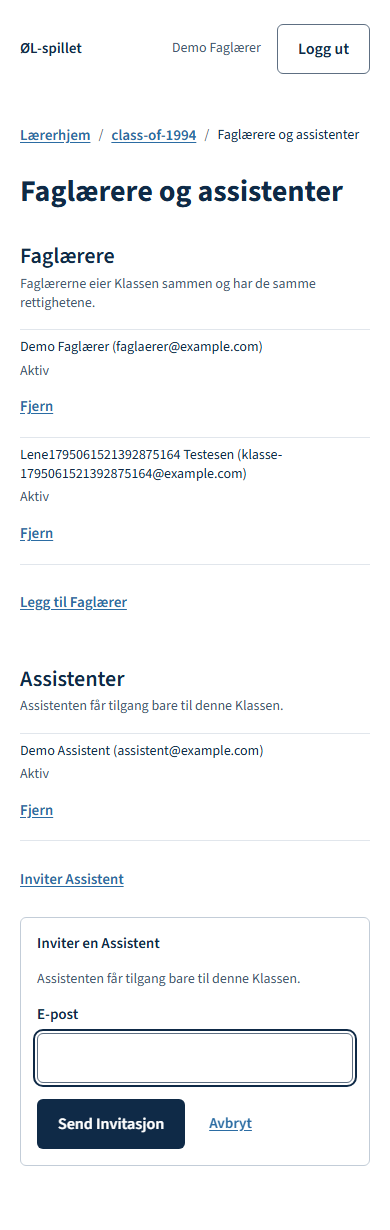 ØL-spillet
Demo Faglærer
Logg ut
Lærerhjem / class-of-1994 / Faglærere og assistenter
Faglærere og assistenter
Faglærere
Faglærerne eier Klassen sammen og har de samme
rettighetene.
Demo Faglærer (faglaerer@example.com)
Aktiv
Fjern
Lene1795061521392875164 Testesen (klasse-
1795061521392875164@example.com)
Aktiv
Fjern
Legg til Faglærer
Assistenter
Assistenten får tilgang bare til denne Klassen.
Demo Assistent (assistent@example.com)
Aktiv
Fjern
Inviter Assistent
Inviter en Assistent
Assistenten får tilgang bare til denne Klassen.
E-post
Send Invitasjon
Avbryt